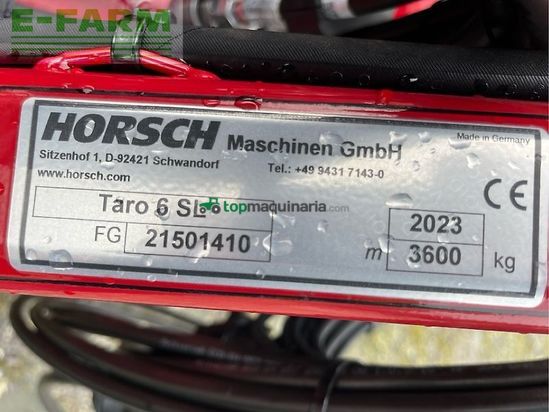 E-FARM
HORSCH Maschinen GmbH
Made in Germany
Sitzenhof 1, D-92421 Schwandorf Tel.: +49 9431 7143-0
www.horsch.com
CE
Taro 6 SL
topmaquinaria.com
2023
FG 21501410
m 3600 kg